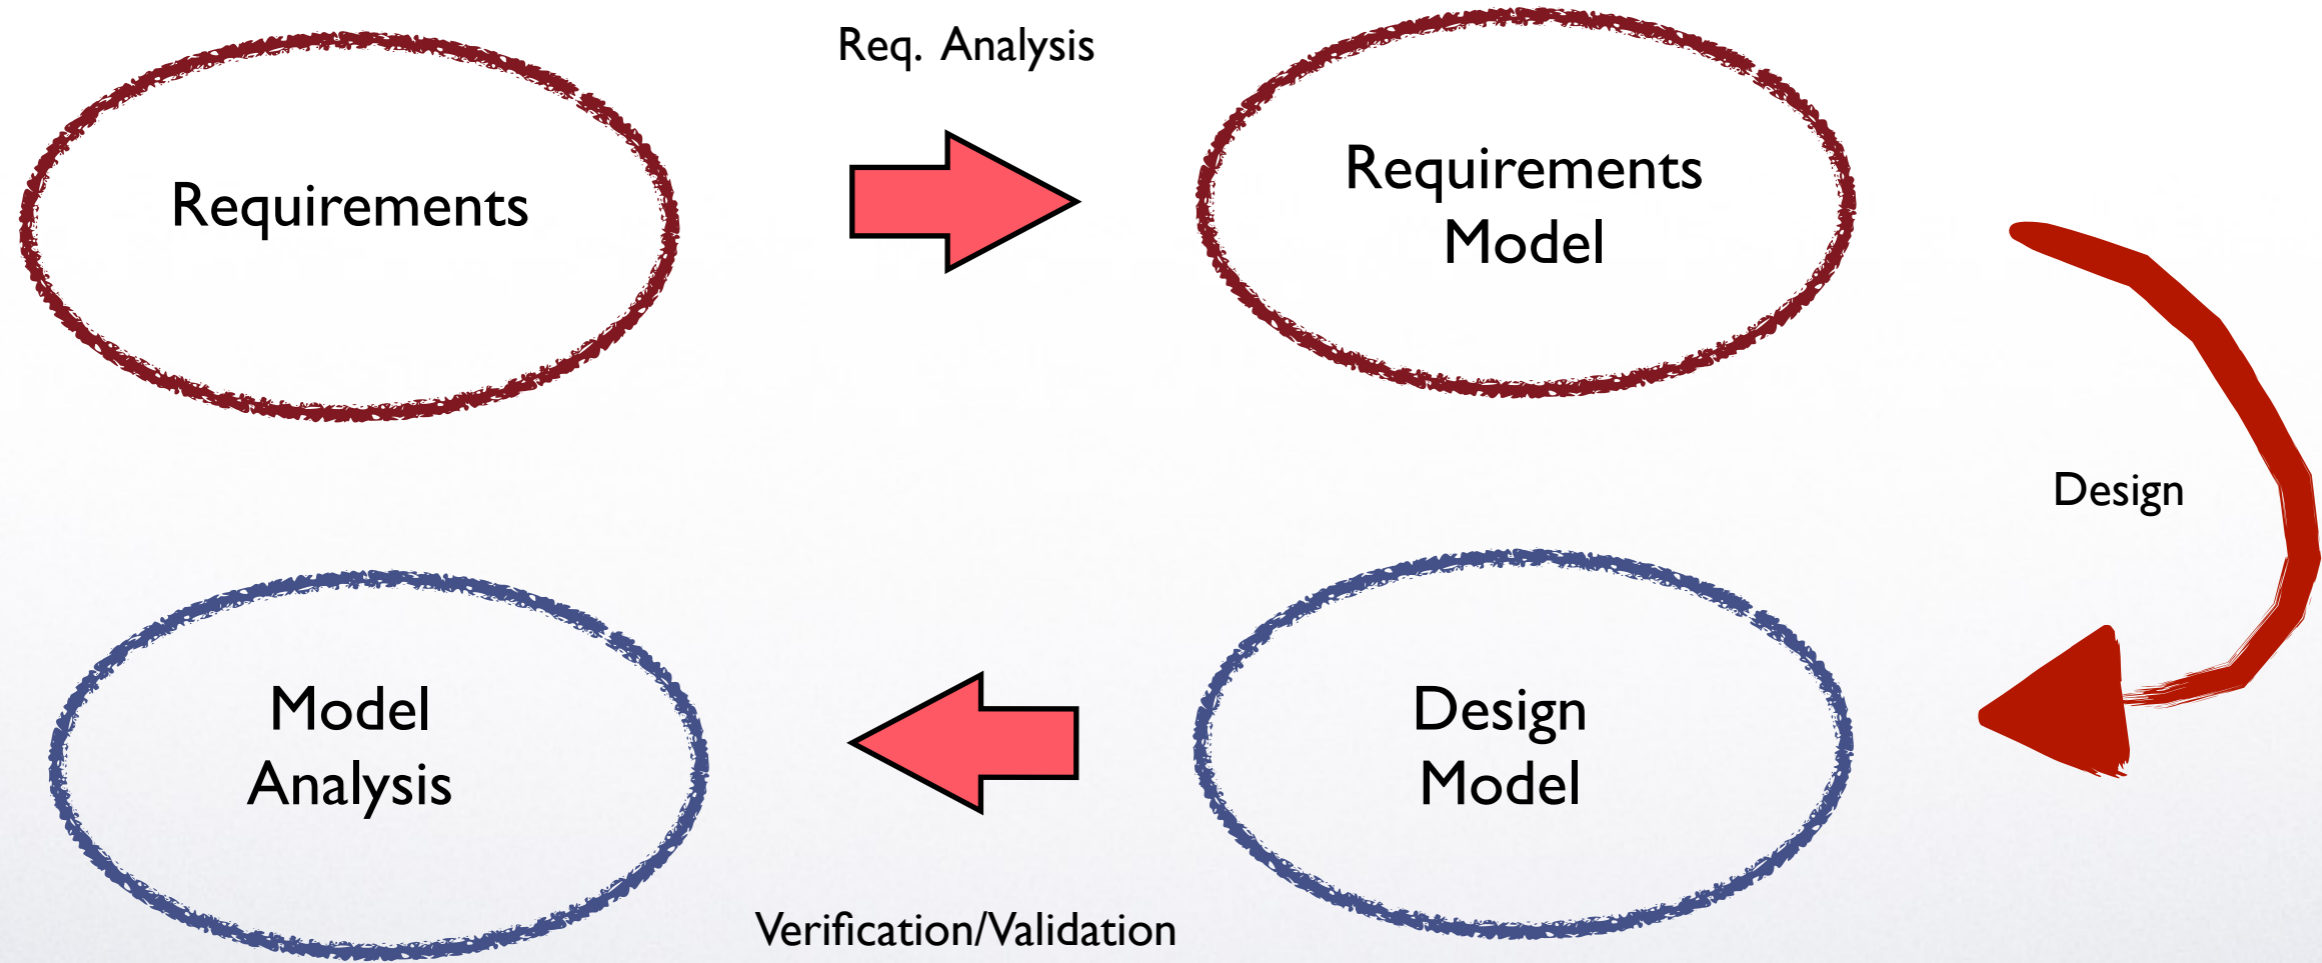 Req. Analysis
Requirements
Requirements
Model
Design
Model
Analysis
Design
Model
Verification/Validation